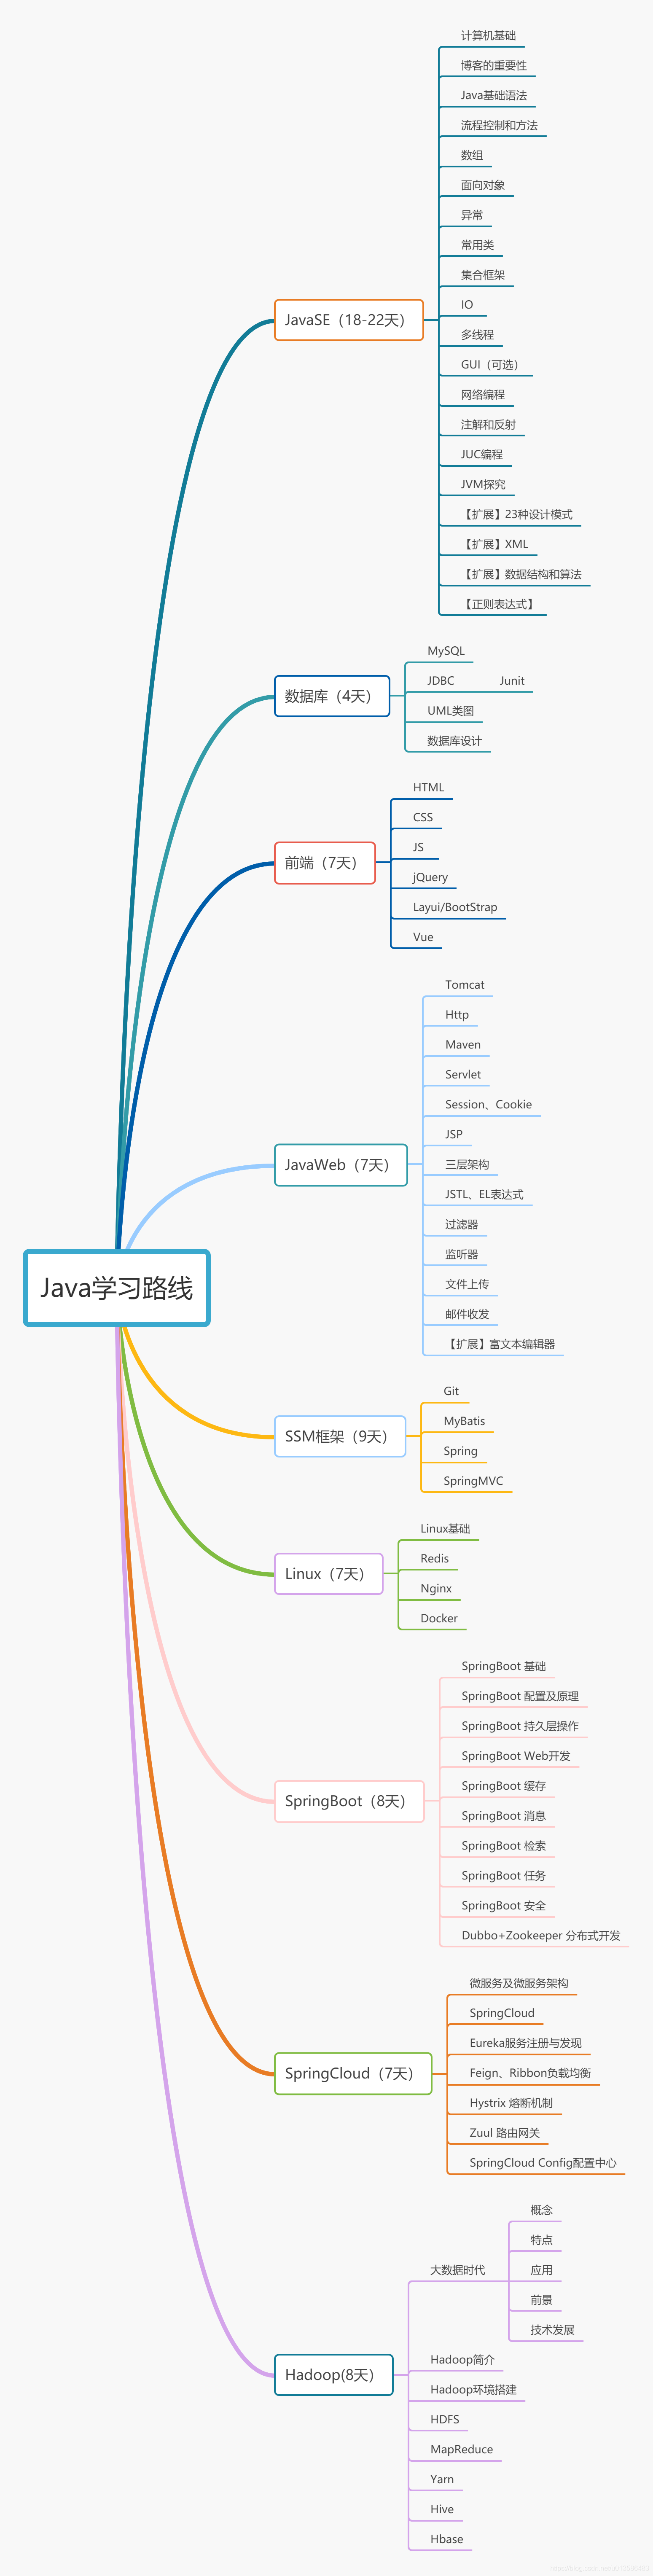 Java学习路线
JavaSE（18-22天）
计算机基础
博客的重要性
Java基础语法
流程控制和方法
数组
面向对象
异常
常用类
集合框架
IO
多线程
GUI（可选）
网络编程
注解和反射
JUC编程
JVM探究
【扩展】23种设计模式
【扩展】XML
【扩展】数据结构和算法
【正则表达式】
数据库（4天）
MySQL
JDBC
Junit
UML类图
数据库设计
前端（7天）
HTML
CSS
JS
jQuery
Layui/BootStrap
Vue
JavaWeb（7天）
Tomcat
Http
Maven
Servlet
Session、Cookie
JSP
三层架构
JSTL、EL表达式
过滤器
监听器
文件上传
邮件收发
【扩展】富文本编辑器
SSM框架（9天）
Git
MyBatis
Spring
SpringMVC
Linux（7天）
Linux基础
Redis
Nginx
Docker
SpringBoot（8天）
SpringBoot 基础
SpringBoot 配置及原理
SpringBoot 持久层操作
SpringBoot Web开发
SpringBoot 缓存
SpringBoot 消息
SpringBoot 检索
SpringBoot 任务
SpringBoot 安全
Dubbo+Zookeeper 分布式开发
SpringCloud（7天）
微服务及微服务架构
SpringCloud
Eureka服务注册与发现
Feign、Ribbon负载均衡
Hystrix 熔断机制
Zuul 路由网关
SpringCloud Config配置中心
Hadoop(8天）
大数据时代
概念
特点
应用
前景
技术发展
Hadoop简介
Hadoop环境搭建
HDFS
MapReduce
Yarn
Hive
Hbase